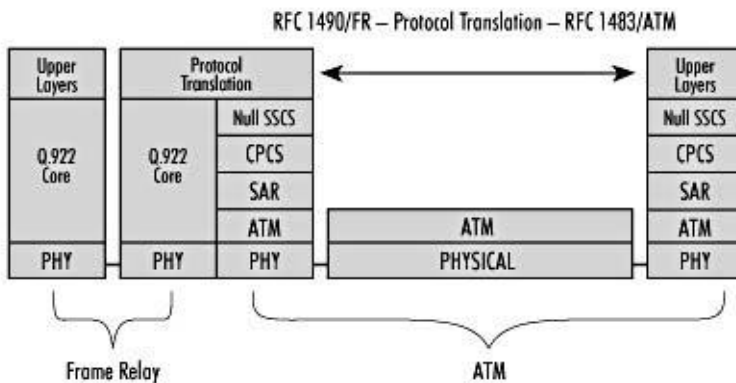 RFC 1490/FR – Protocol Translation – RFC 1483/ATM
Upper
Layers
Q.922
Core
PHY
Protocol
Translation
Q.922
Core
PHY
Null SSCS
CPCS
SAR
ATM
PHY
ATM
PHYSICAL
Upper
Layers
Null SSCS
CPCS
SAR
ATM
PHY
Frame Relay
ATM